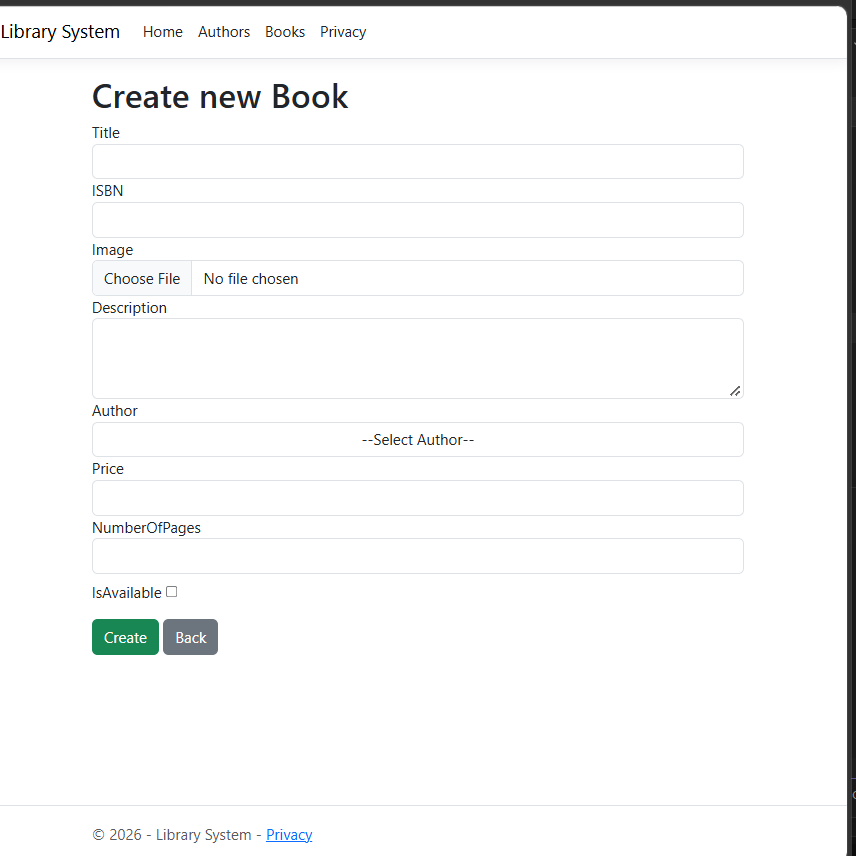 Library System Home Authors Books Privacy
Create new Book
Title
ISBN
Image
Choose File No file chosen
Description
Author
--Select Author--
Price
NumberOfPages
IsAvailable
Create Back
© 2026 - Library System - Privacy